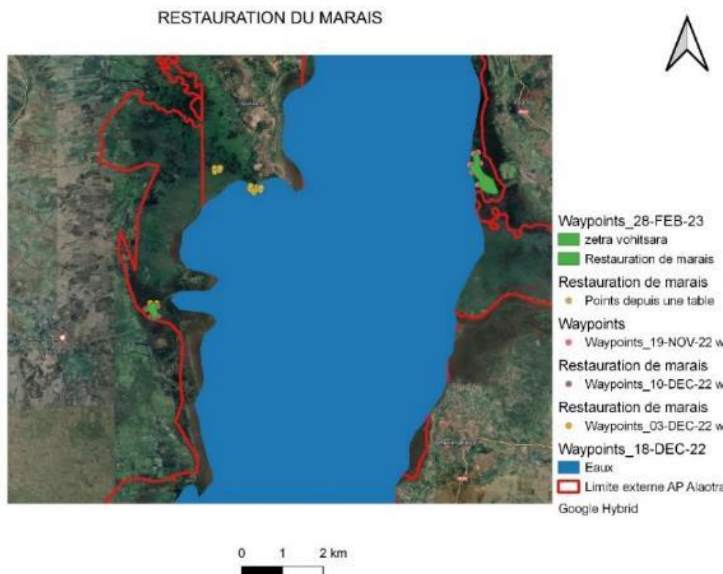 RESTAURATION DU MARAIS
Waypoints_28-FEB-23
zetra vohitsara
Restauration de marais
Restauration de marais
Points depuis une table
Waypoints
Waypoints_19-NOV-22 w
Restauration de marais
Waypoints_10-DEC-22 w
Restauration de marais
Waypoints_03-DEC-22 w
Waypoints_18-DEC-22
Eaux
Limite externe AP Alaotra
Google Hybrid
0 1 2 km